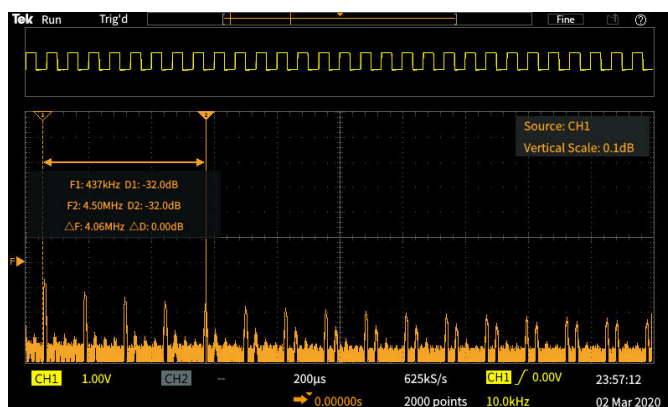 Tek Run Trig'd Fine
Source: CH1
Vertical Scale: 0.1dB
F1: 437kHz D1: -32.0dB
F2: 4.50MHz D2: -32.0dB
△F: 4.06MHz △D: 0.00dB
F
CH1 1.00V CH2 -- 200µs 625kS/s CH1 0.00V 23:57:12
0.00000s 2000 points 10.0kHz 02 Mar 2020